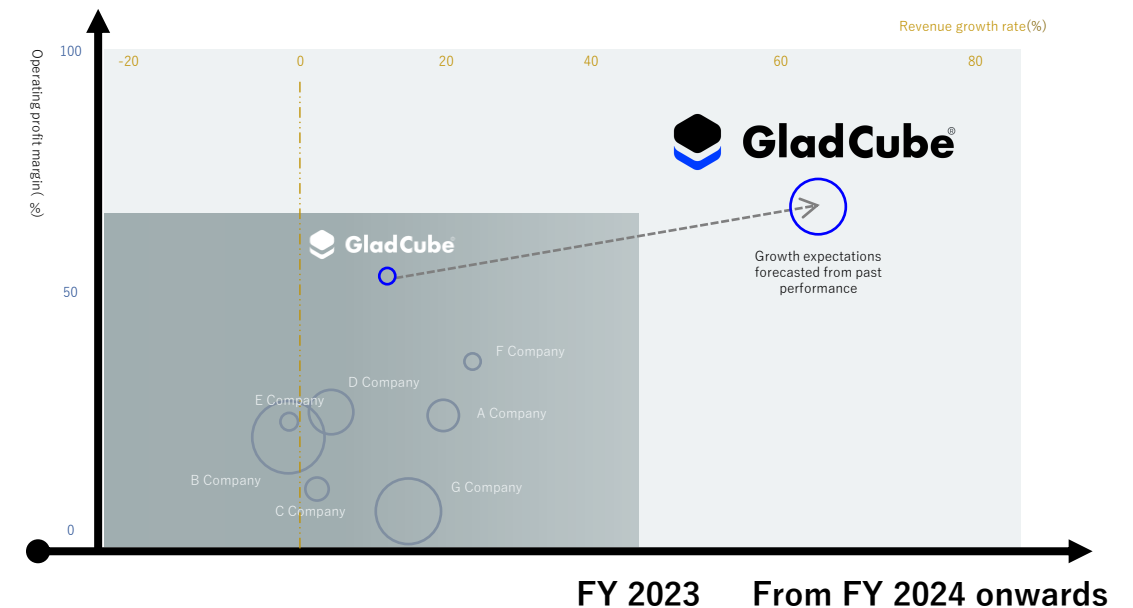 Revenue growth rate(%)
100
-20 0 20 40 60 80
Operating profit margin( %)
GladCube®
GladCube®
Growth expectations
forecasted from past
performance
50
F Company
D Company
E Company
A Company
B Company
G Company
C Company
0
FY 2023 From FY 2024 onwards